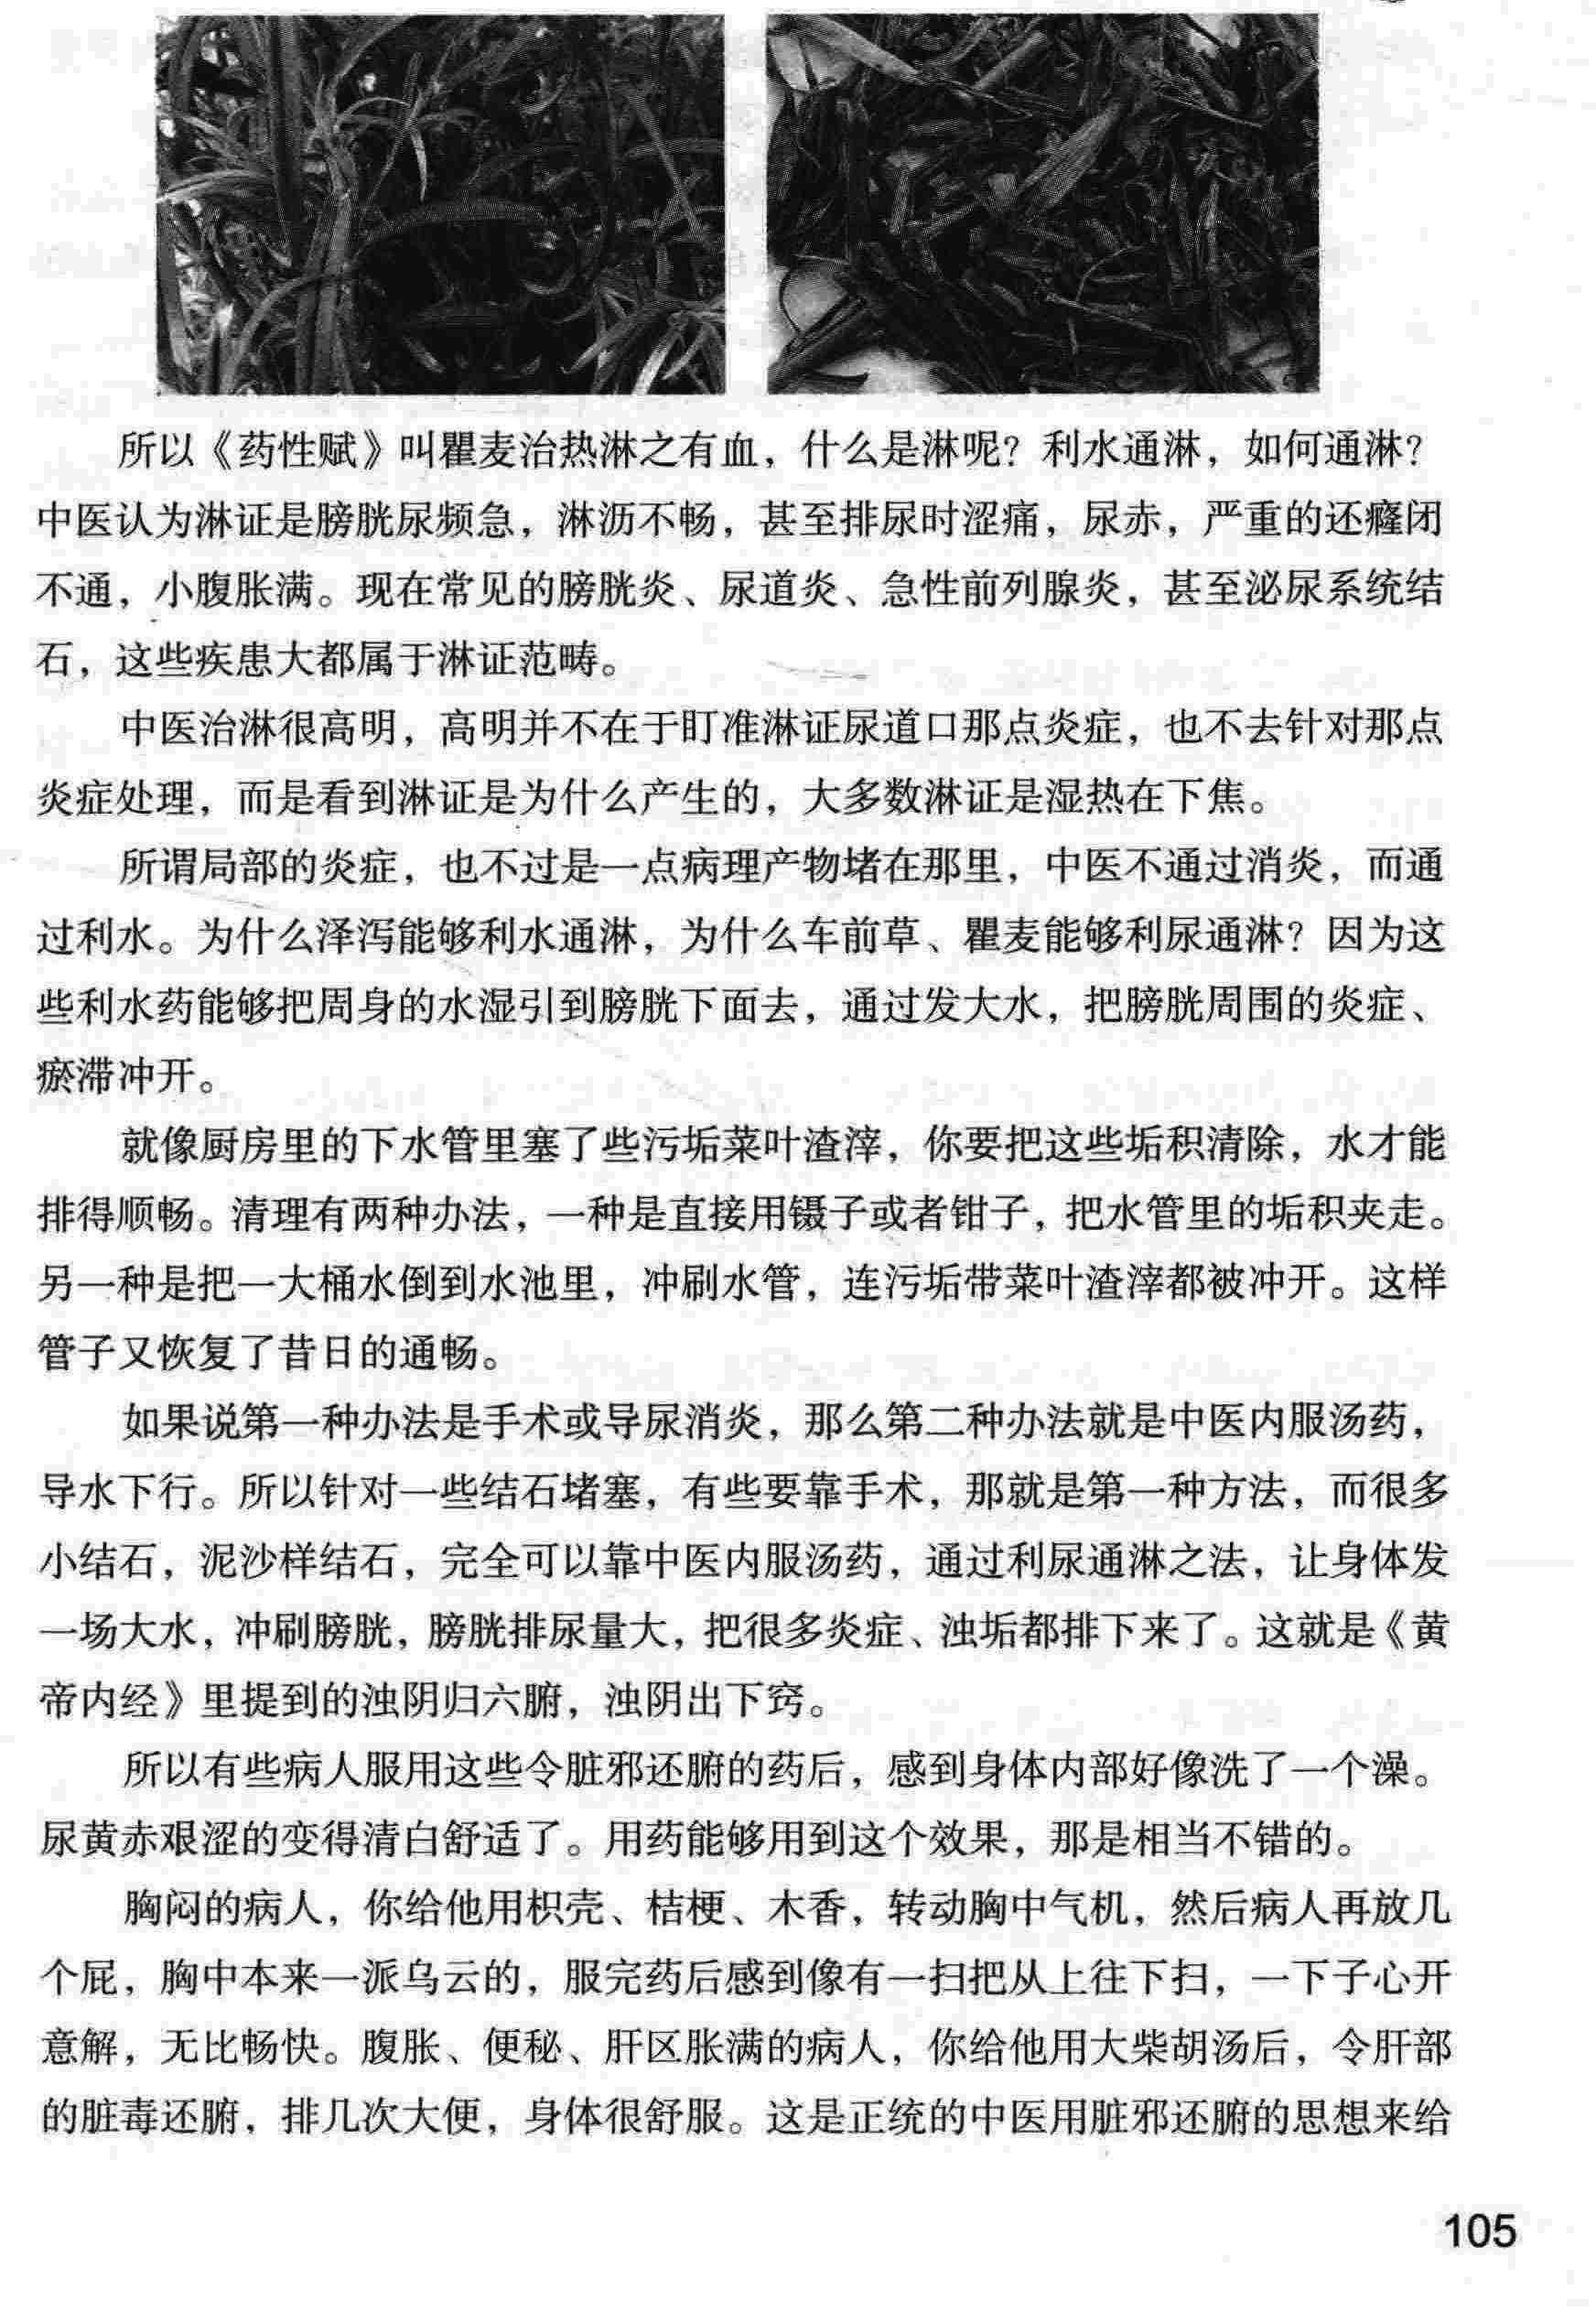 所以《药性赋》叫瞿麦治热淋之有血，什么是淋呢？利水通淋，如何通淋？
中医认为淋证是膀胱尿频急，淋沥不畅，甚至排尿时涩痛，尿赤，严重的还癃闭
不通，小腹胀满。现在常见的膀胱炎、尿道炎、急性前列腺炎，甚至泌尿系统结
石，这些疾患大都属于淋证范畴。
中医治淋很高明，高明并不在于盯准淋证尿道口那点炎症，也不去针对那点
炎症处理，而是看到淋证是为什么产生的，大多数淋证是湿热在下焦。
所谓局部的炎症，也不过是一点病理产物堵在那里，中医不通过消炎，而通
过利水。为什么泽泻能够利水通淋，为什么车前草、瞿麦能够利尿通淋？因为这
些利水药能够把周身的水湿引到膀胱下面去，通过发大水，把膀胱周围的炎症、
瘀滞冲开。
就像厨房里的下水管里塞了些污垢菜叶渣滓，你要把这些垢积清除，水才能
排得顺畅。清理有两种办法，一种是直接用镊子或者钳子，把水管里的垢积夹走。
另一种是把一大桶水倒到水池里，冲刷水管，连污垢带菜叶渣滓都被冲开。这样
管子又恢复了昔日的通畅。
如果说第一种办法是手术或导尿消炎，那么第二种办法就是中医内服汤药，
导水下行。所以针对一些结石堵塞，有些要靠手术，那就是第一种方法，而很多
小结石，泥沙样结石，完全可以靠中医内服汤药，通过利尿通淋之法，让身体发
一场大水，冲刷膀胱，膀胱排尿量大，把很多炎症、浊垢都排下来了。这就是《黄
帝内经》里提到的浊阴归六腑，浊阴出下窍。
所以有些病人服用这些令脏邪还腑的药后，感到身体内部好像洗了一个澡。
尿黄赤艰涩的变得清白舒适了。用药能够用到这个效果，那是相当不错的。
胸闷的病人，你给他用枳壳、桔梗、木香，转动胸中气机，然后病人再放几
个屁，胸中本来一派乌云的，服完药后感到像有一扫把从上往下扫，一下子心开
意解，无比畅快。腹胀、便秘、肝区胀满的病人，你给他用大柴胡汤后，令肝部
的脏毒还腑，排几次大便，身体很舒服。这是正统的中医用脏邪还腑的思想来给
105